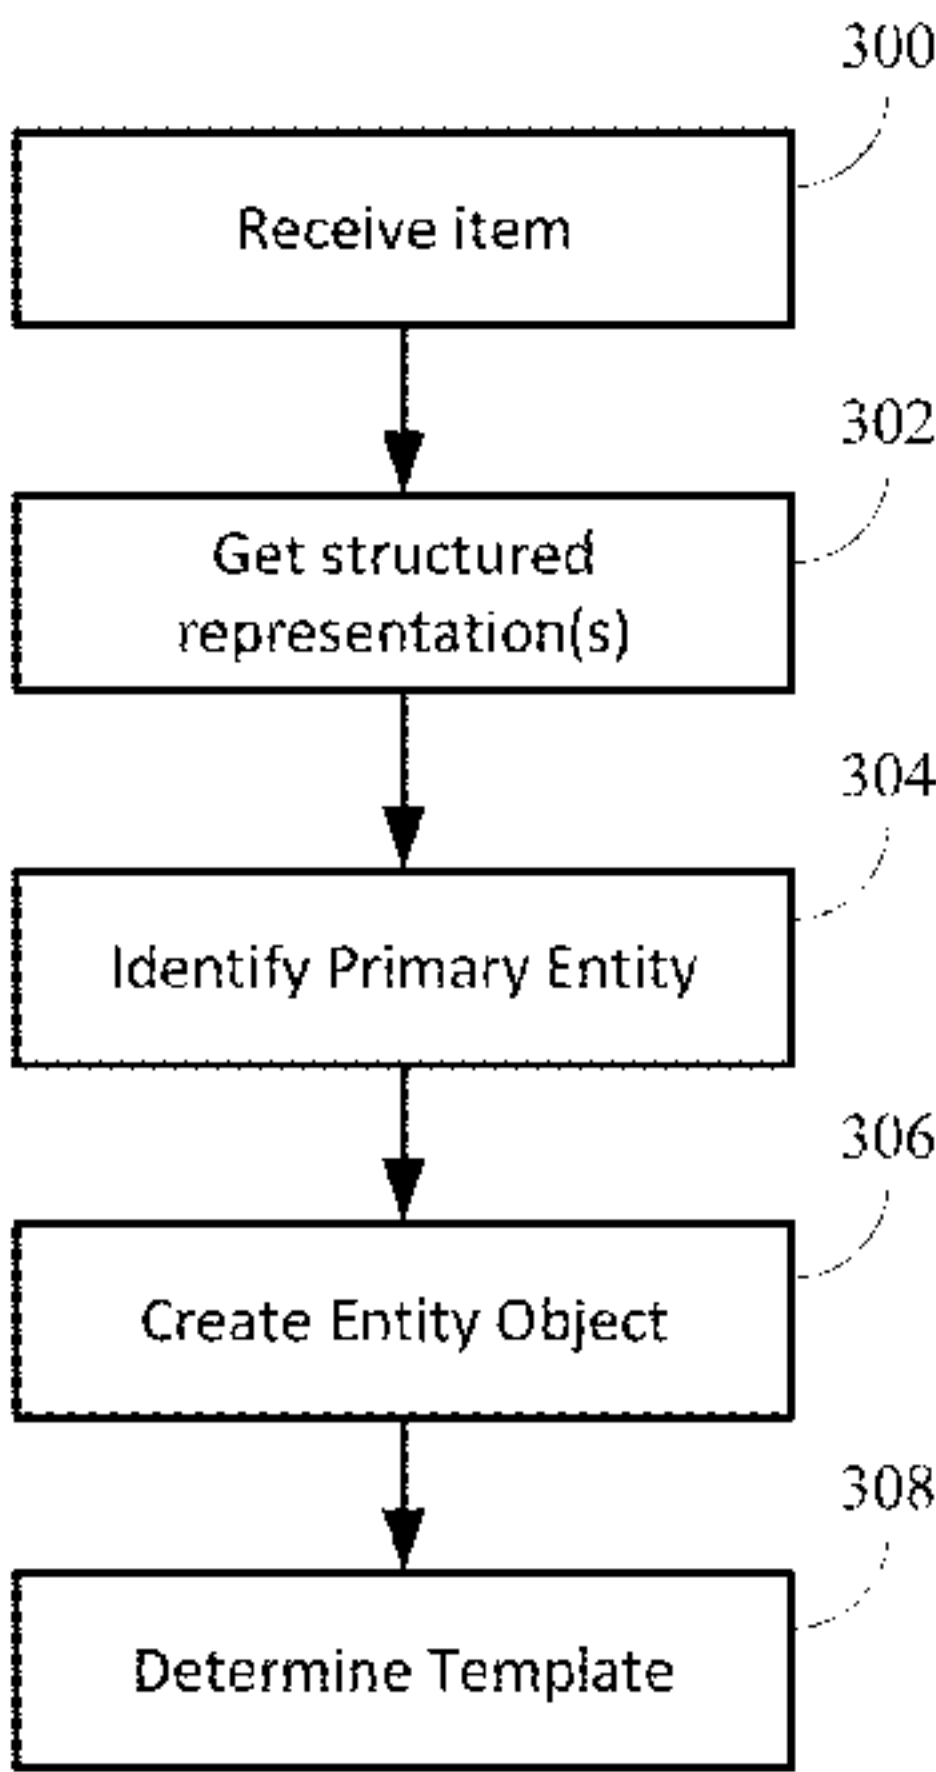 300
Receive item
302
Get structured
representation(s)
304
Identify Primary Entity
306
Create Entity Object
308
Determine Template